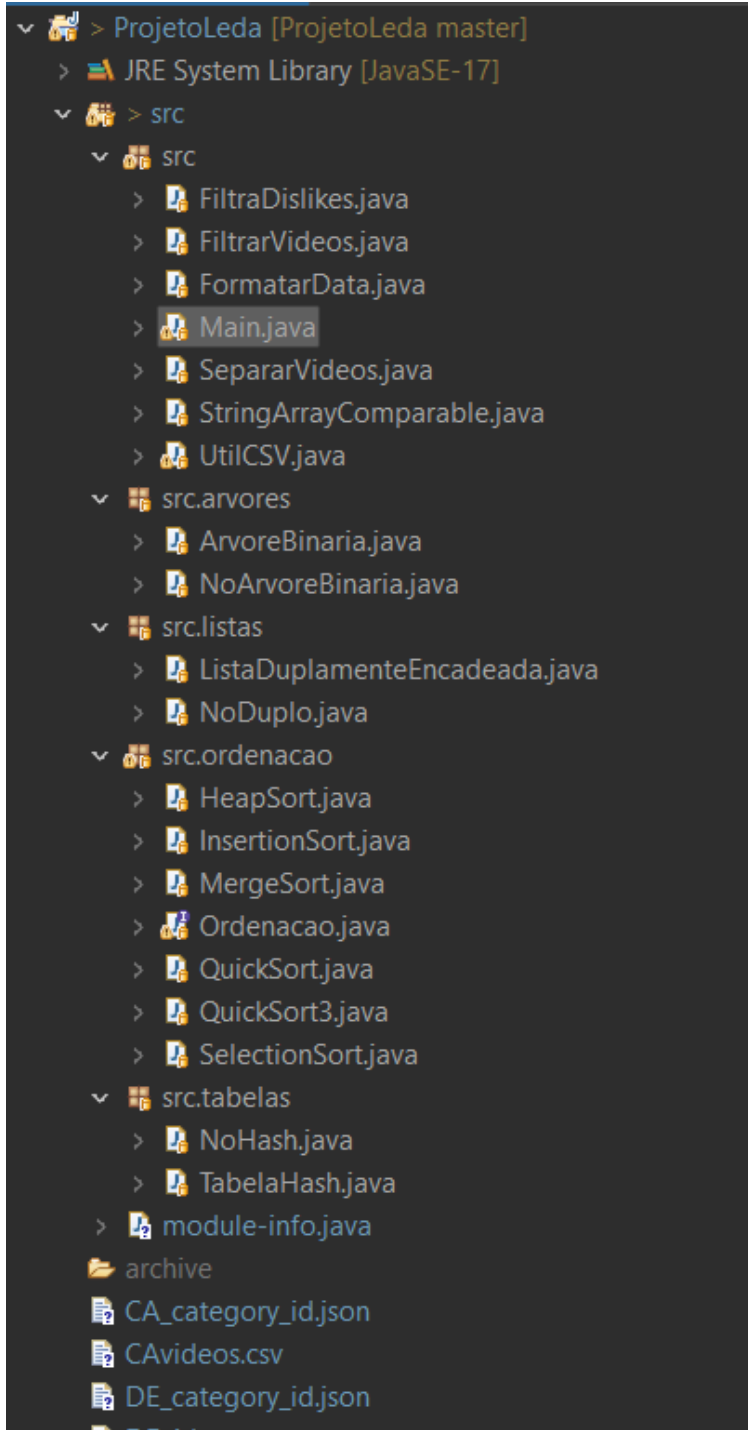 > ProjetoLeda [ProjetoLeda master]
JRE System Library [JavaSE-17]
> src
src
FiltraDislikes.java
FiltrarVideos.java
FormatarData.java
Main.java
SepararVideos.java
StringArrayComparable.java
UtilCSV.java
src.arvores
ArvoreBinaria.java
NoArvoreBinaria.java
src.listas
ListaDuplamenteEncadeada.java
NoDuplo.java
src.ordenacao
HeapSort.java
InsertionSort.java
MergeSort.java
Ordenacao.java
QuickSort.java
QuickSort3.java
SelectionSort.java
src.tabelas
NoHash.java
TabelaHash.java
module-info.java
archive
CA_category_id.json
CAvideos.csv
DE_category_id.json